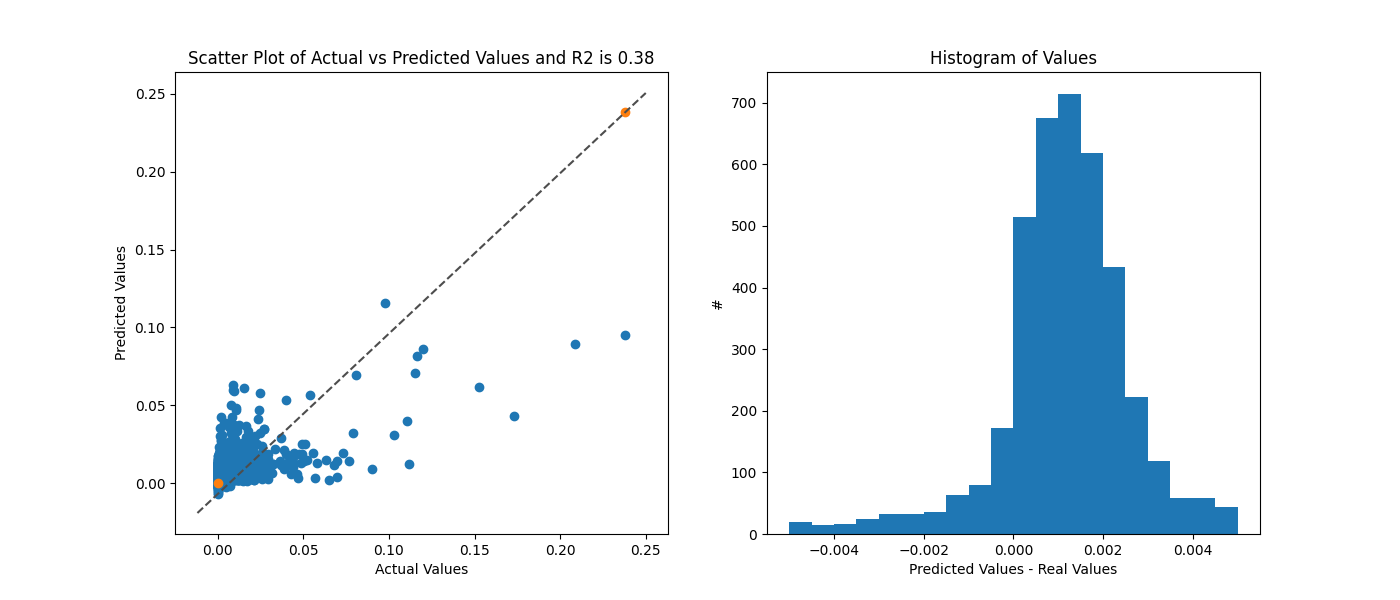 Scatter Plot of Actual vs Predicted Values and R2 is 0.38
0.25
0.20
0.15
0.10
0.05
0.00
Predicted Values
0.00 0.05 0.10 0.15 0.20 0.25
Actual Values
Histogram of Values
700
600
500
400
300
200
100
0
#
−0.004 −0.002 0.000 0.002 0.004
Predicted Values - Real Values